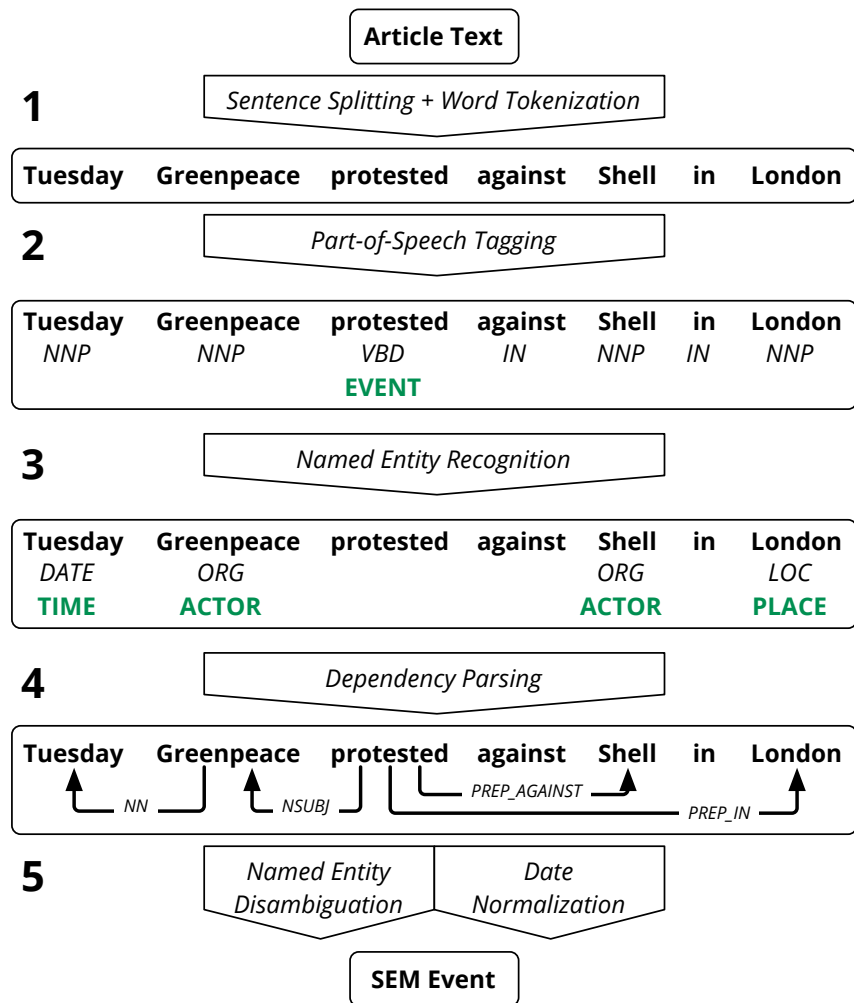 Article Text
1
Sentence Splitting + Word Tokenization
Tuesday Greenpeace protested against Shell in London
2
Part-of-Speech Tagging
Tuesday Greenpeace protested against Shell in London
NNP NNP VBD IN NNP IN NNP
EVENT
3
Named Entity Recognition
Tuesday Greenpeace protested against Shell in London
DATE ORG ORG LOC
TIME ACTOR ACTOR PLACE
4
Dependency Parsing
Tuesday Greenpeace protested against Shell in London
NN NSUBJ PREP_AGAINST
PREP_IN
5
Named Entity Date
Disambiguation Normalization
SEM Event